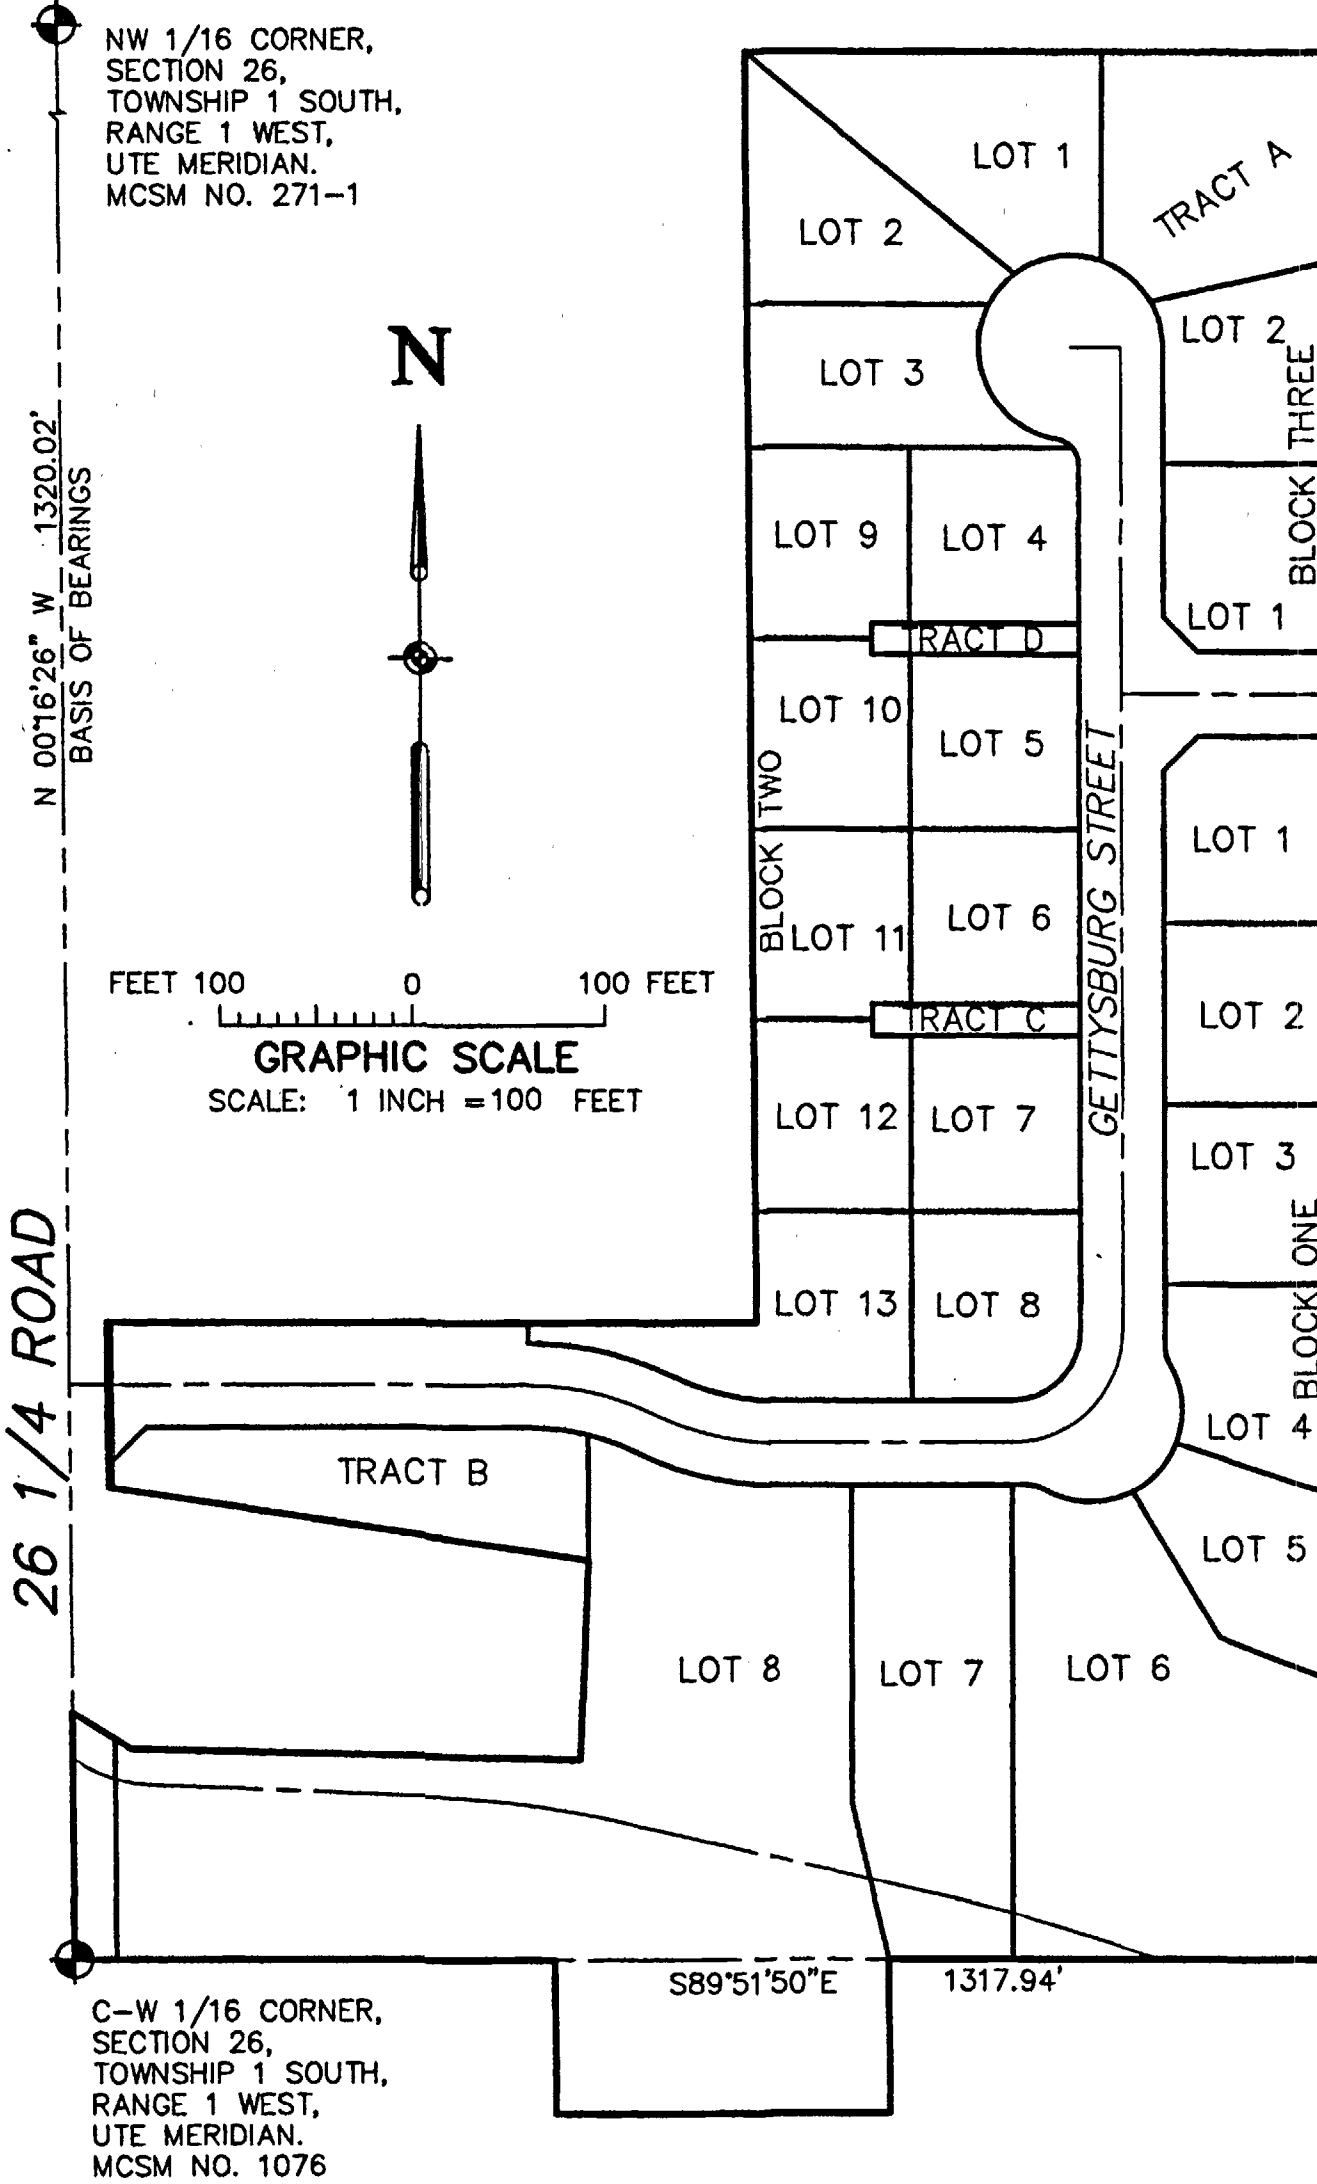 NW 1/16 CORNER,
SECTION 26,
TOWNSHIP 1 SOUTH,
RANGE 1 WEST,
UTE MERIDIAN.
MCSM NO. 271-1
N
N 00°16'26" W 1320.02'
BASIS OF BEARINGS
FEET 100 0 100 FEET
GRAPHIC SCALE
SCALE: 1 INCH =100 FEET
26 1/4 ROAD
LOT 1
TRACT A
LOT 2
LOT 2
LOT 3
BLOCK THREE
LOT 9
LOT 4
LOT 1
TRACT D
LOT 10
LOT 5
BLOCK TWO
GETTYSBURG STREET
LOT 1
LOT 11
LOT 6
LOT 2
TRACT C
LOT 12
LOT 7
LOT 3
BLOCK ONE
LOT 13
LOT 8
LOT 4
TRACT B
LOT 5
LOT 8
LOT 7
LOT 6
S89°51'50"E 1317.94'
C-W 1/16 CORNER,
SECTION 26,
TOWNSHIP 1 SOUTH,
RANGE 1 WEST,
UTE MERIDIAN.
MCSM NO. 1076